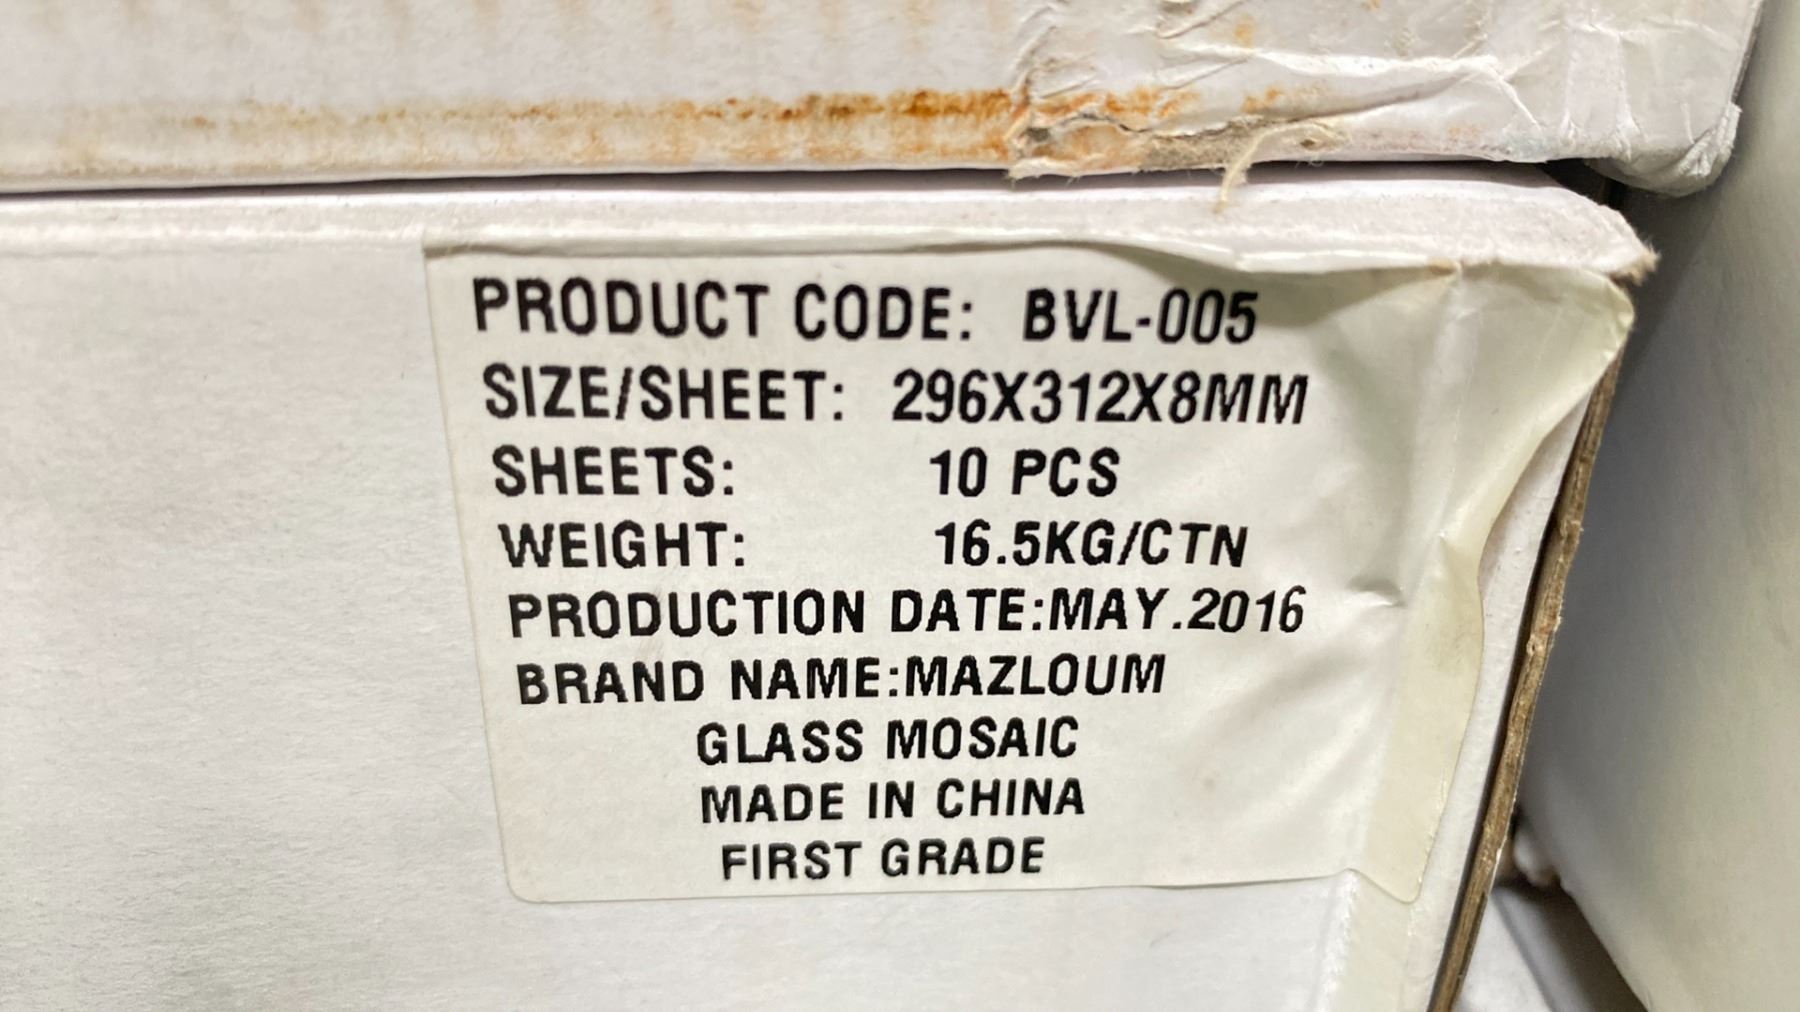 PRODUCT CODE: BVL-005
SIZE/SHEET: 296X312X8MM
SHEETS: 10 PCS
WEIGHT: 16.5KG/CTN
PRODUCTION DATE:MAY.2016
BRAND NAME:MAZLOUM
GLASS MOSAIC
MADE IN CHINA
FIRST GRADE